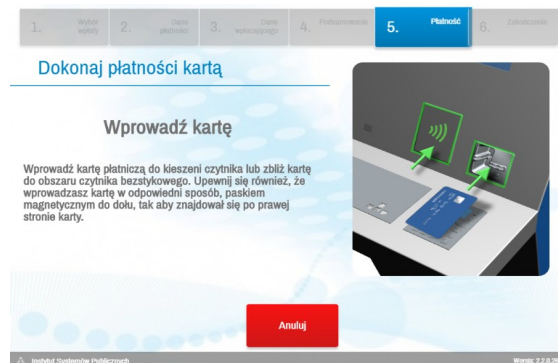 1. Wybór wpłaty
2. Dane płatności
3. Dane wpłacającego
4. Podsumowanie
5. Płatność
6. Zakończenie
Dokonaj płatności kartą
Wprowadź kartę
Wprowadź kartę płatniczą do kieszeni czytnika lub zbliż kartę
do obszaru czytnika bezstykowego. Upewnij się również, że
wprowadzasz kartę w odpowiedni sposób, paskiem
magnetycznym do dołu, tak aby znajdował się po prawej
stronie karty.
Anuluj
Instytut Systemów Publicznych